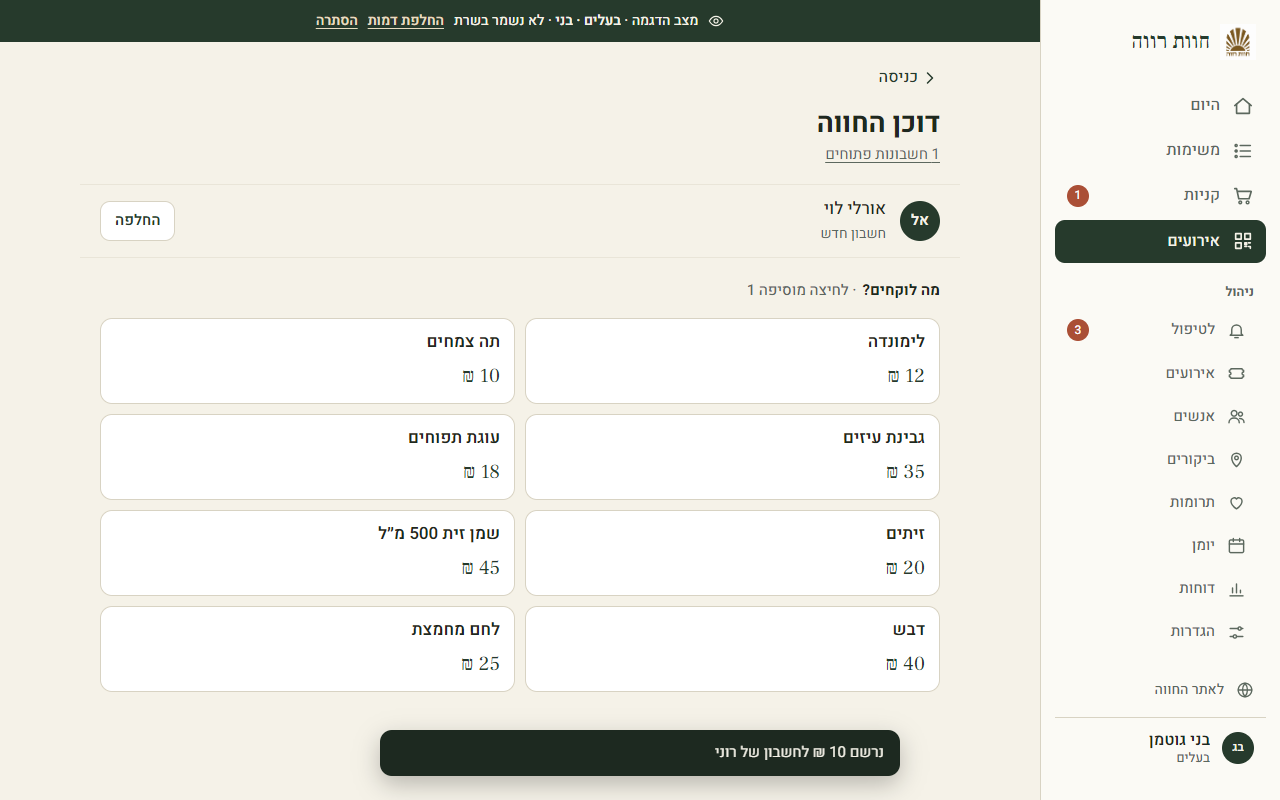 מצב הדגמה · בעלים · בני · לא נשמר בשרת החלפת דמות הסתרה
חוות רווה
היום
משימות
קניות 1
אירועים
ניהול
לטיפול 3
אירועים
אנשים
ביקורים
תרומות
יומן
דוחות
הגדרות
לאתר החווה
בג
בני גוטמן
בעלים
כניסה
דוכן החווה
1 חשבונות פתוחים
אל
אורלי לוי
חשבון חדש
החלפה
מה לוקחים? · לחיצה מוסיפה 1
לימונדה
12 ₪
תה צמחים
10 ₪
גבינת עיזים
35 ₪
עוגת תפוחים
18 ₪
זיתים
20 ₪
שמן זית 500 מ״ל
45 ₪
דבש
40 ₪
לחם מחמצת
25 ₪
נרשם 10 ₪ לחשבון של רוני